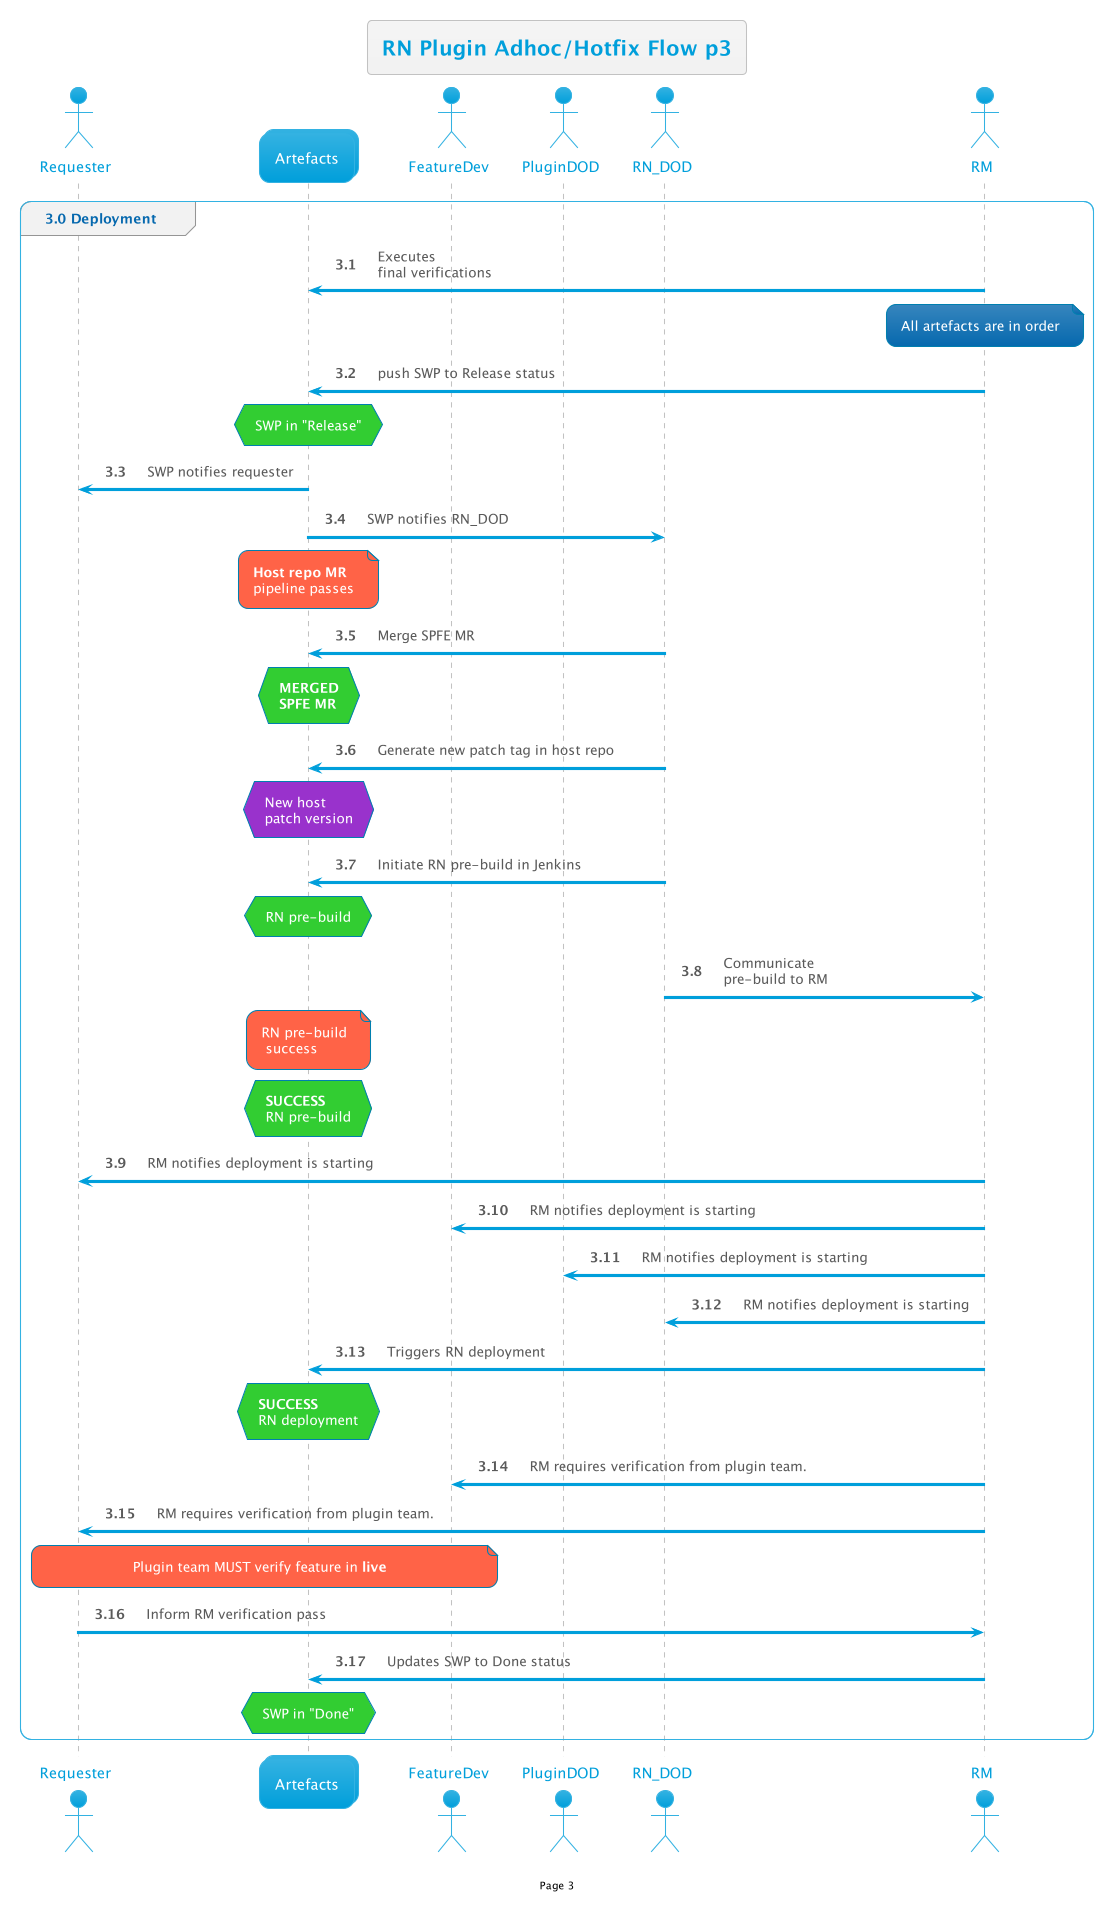 RN Plugin Adhoc/Hotfix Flow p3
Requester
Artefacts
FeatureDev
PluginDOD
RN_DOD
RM
3.0 Deployment
3.1 Executes
final verifications
All artefacts are in order
3.2 push SWP to Release status
SWP in "Release"
3.3 SWP notifies requester
3.4 SWP notifies RN_DOD
Host repo MR
pipeline passes
3.5 Merge SPFE MR
MERGED
SPFE MR
3.6 Generate new patch tag in host repo
New host
patch version
3.7 Initiate RN pre-build in Jenkins
RN pre-build
3.8 Communicate
pre-build to RM
RN pre-build
success
SUCCESS
RN pre-build
3.9 RM notifies deployment is starting
3.10 RM notifies deployment is starting
3.11 RM notifies deployment is starting
3.12 RM notifies deployment is starting
3.13 Triggers RN deployment
SUCCESS
RN deployment
3.14 RM requires verification from plugin team.
3.15 RM requires verification from plugin team.
Plugin team MUST verify feature in live
3.16 Inform RM verification pass
3.17 Updates SWP to Done status
SWP in "Done"
Requester
Artefacts
FeatureDev
PluginDOD
RN_DOD
RM
Page 3